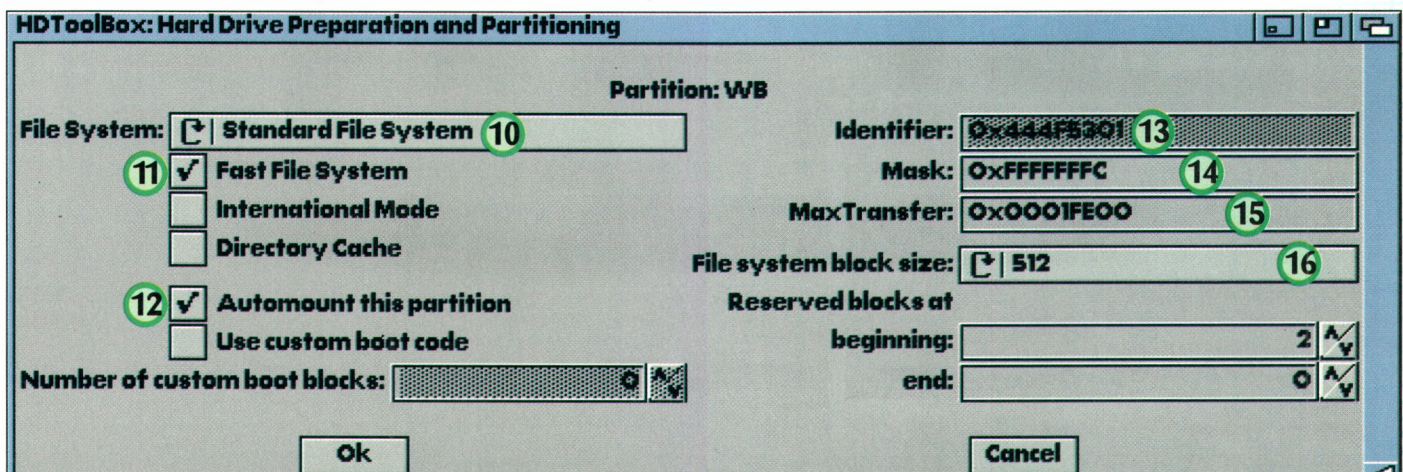 HDToolBox: Hard Drive Preparation and Partitioning
Partition: WB
File System: Standard File System 10
11 Fast File System
International Mode
Directory Cache
12 Automount this partition
Use custom boot code
Number of custom boot blocks: 0
Identifier: 0x444F5301 13
Mask: 0xFFFFFFFC 14
MaxTransfer: 0x0001FE00 15
File system block size: 512 16
Reserved blocks at
beginning: 2
end: 0
Ok
Cancel